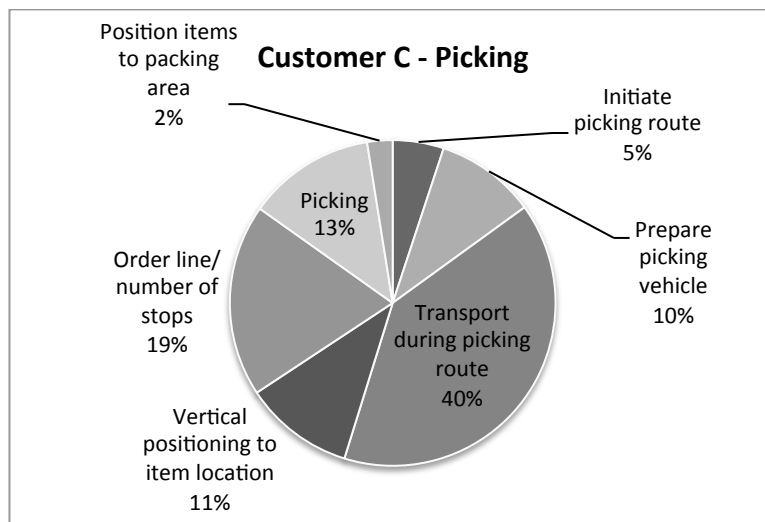 Customer C - Picking
Position items
to packing
area
2%
Initiate
picking route
5%
Prepare
picking
vehicle
10%
Transport
during picking
route
40%
Vertical
positioning to
item location
11%
Order line/
number of
stops
19%
Picking
13%